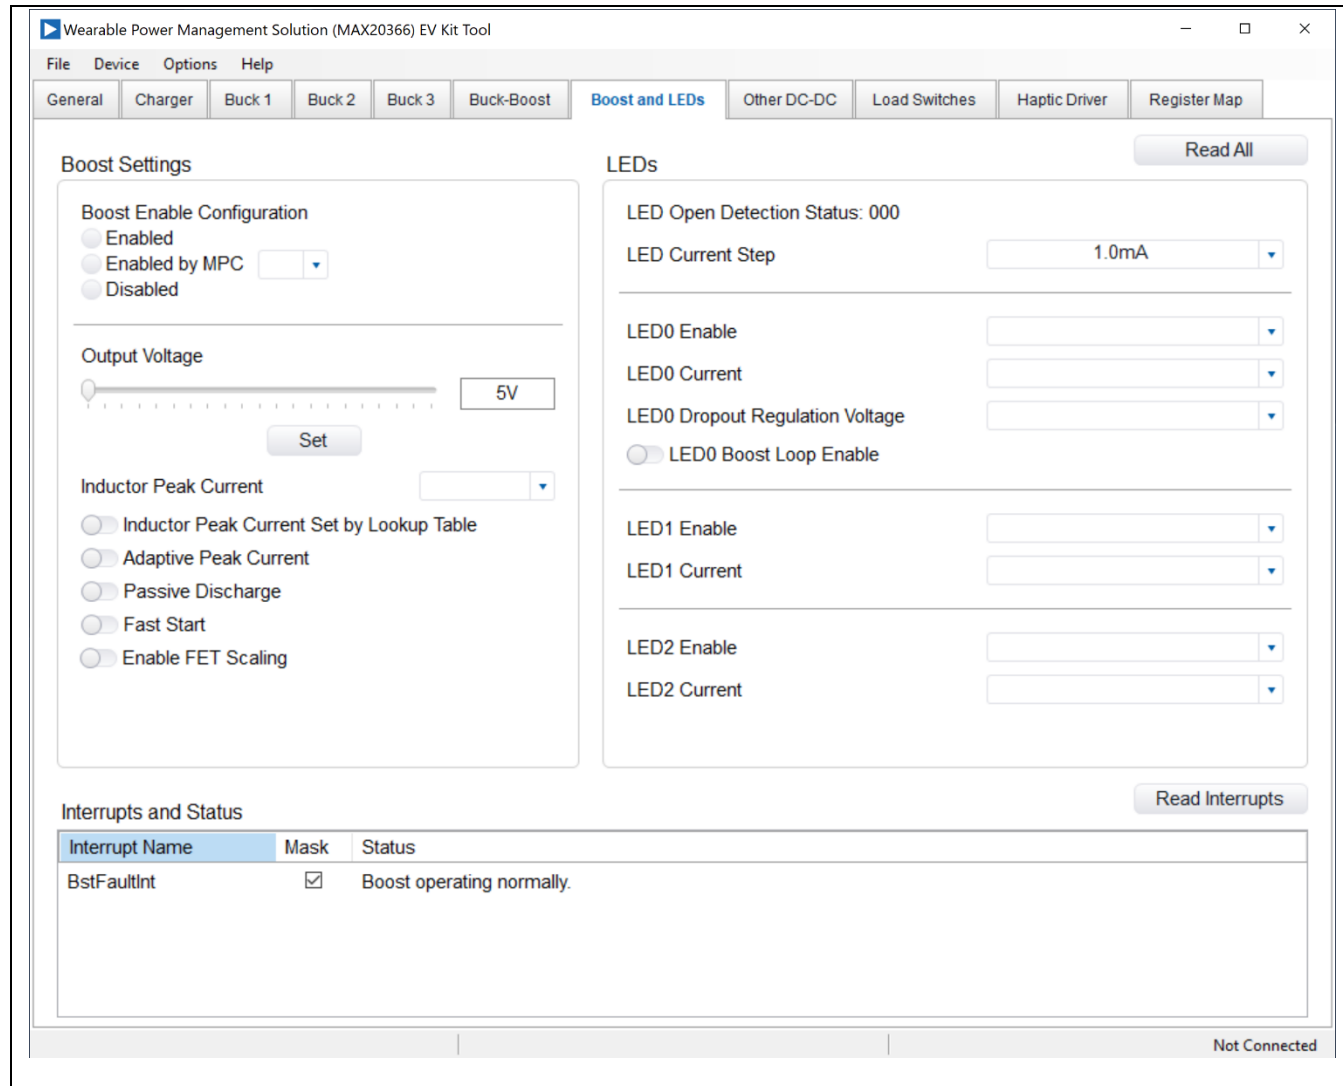 Wearable Power Management Solution (MAX20366) EV Kit Tool
File Device Options Help
General Charger Buck 1 Buck 2 Buck 3 Buck-Boost Boost and LEDs Other DC-DC Load Switches Haptic Driver Register Map
Read All
Boost Settings
Boost Enable Configuration
Enabled
Enabled by MPC
Disabled
Output Voltage
5V
Set
Inductor Peak Current
Inductor Peak Current Set by Lookup Table
Adaptive Peak Current
Passive Discharge
Fast Start
Enable FET Scaling
LEDs
LED Open Detection Status: 000
LED Current Step 1.0mA
LED0 Enable
LED0 Current
LED0 Dropout Regulation Voltage
LED0 Boost Loop Enable
LED1 Enable
LED1 Current
LED2 Enable
LED2 Current
Interrupts and Status
Read Interrupts
Interrupt Name Mask Status
BstFaultInt Boost operating normally.
Not Connected